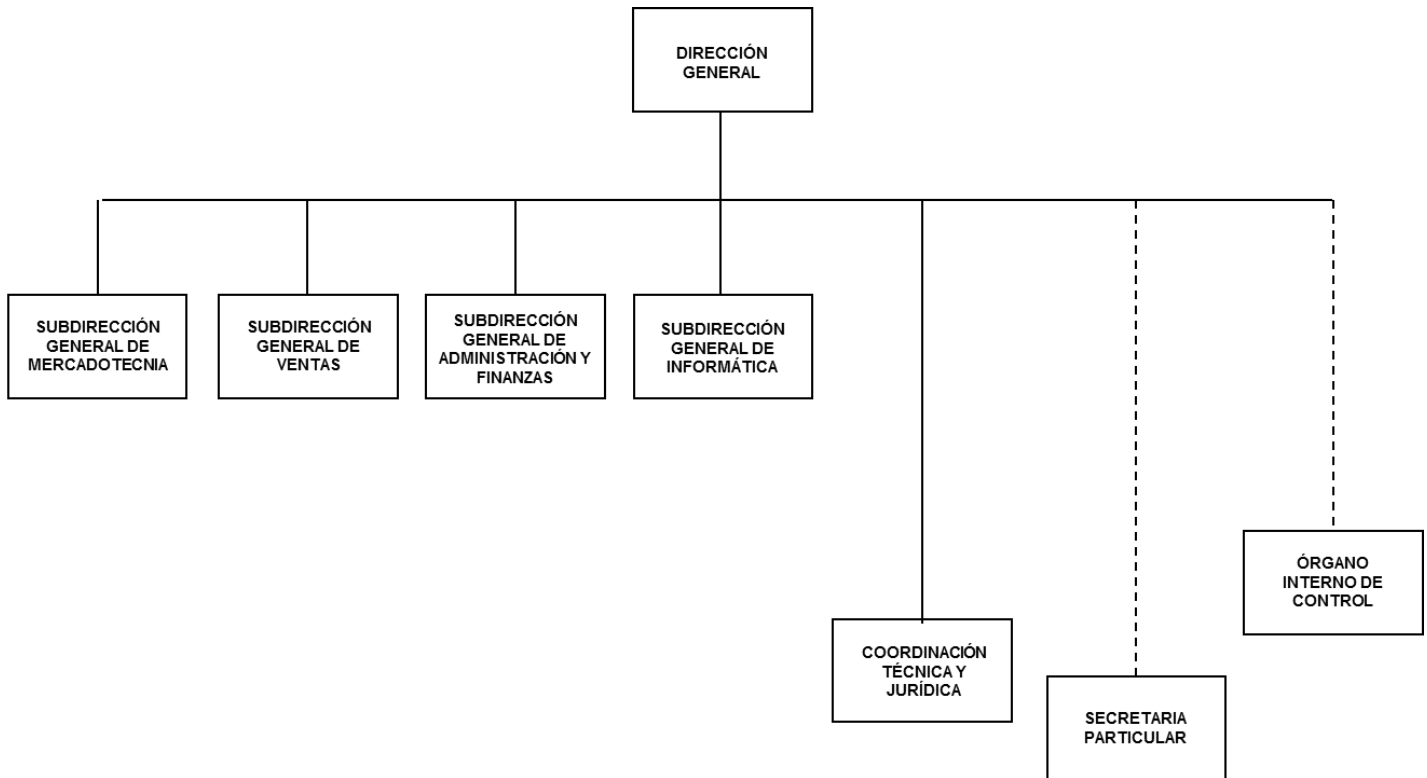 DIRECCIÓN
GENERAL
SUBDIRECCIÓN
GENERAL DE
MERCADOTECNIA
SUBDIRECCIÓN
GENERAL DE
VENTAS
SUBDIRECCIÓN
GENERAL DE
ADMINISTRACIÓN Y
FINANZAS
SUBDIRECCIÓN
GENERAL DE
INFORMÁTICA
COORDINACIÓN
TÉCNICA Y
JURÍDICA
SECRETARIA
PARTICULAR
ÓRGANO
INTERNO DE
CONTROL